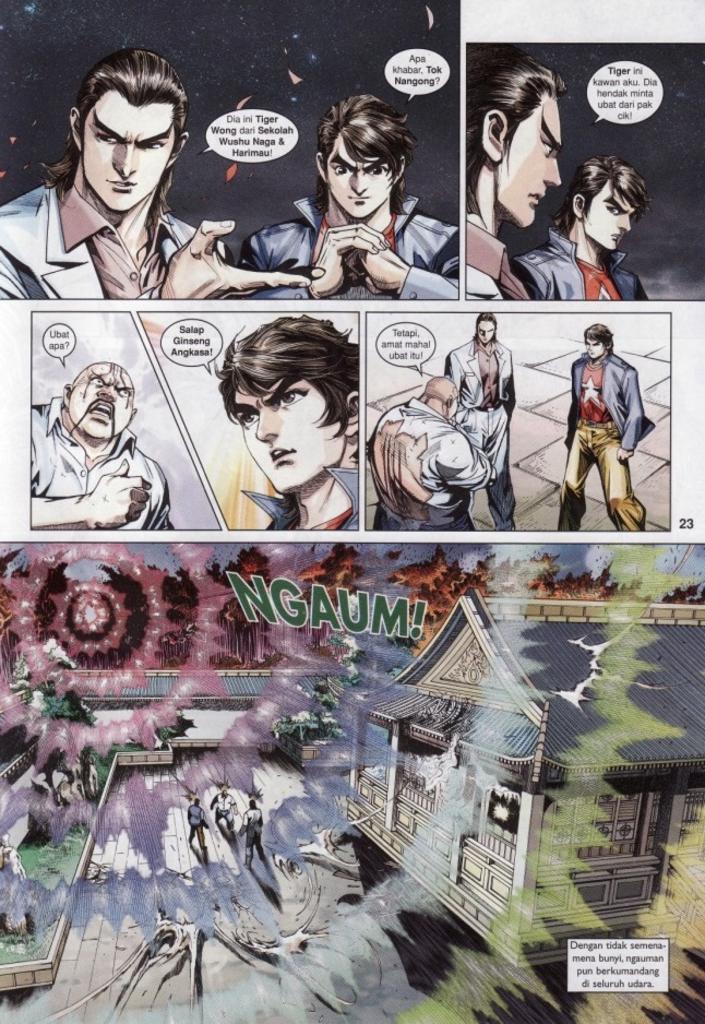 Dia ini Tiger
Wong dari Sekolah
Wushu Naga &
Harimau!
Apa
khabar, Tok
Nangong?
Tiger ini
kawan aku. Dia
hendak minta
ubat dari pak
cik!
Ubat
apa?
Salap
Ginseng
Angkasa!
Tetapi,
amat mahal
ubat itu!
23
NGAUM!
Dengan tidak semena-
mena bunyi, ngauman
pun berkumandang
di seluruh udara.